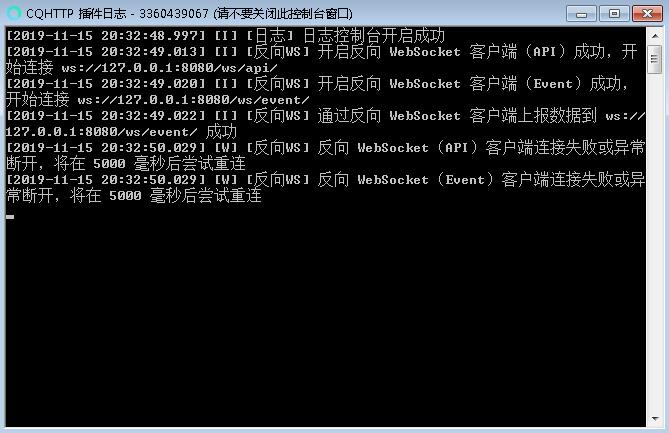 CQHTTP 插件日志 - 3360439067 (请不要关闭此控制台窗口)
[2019-11-15 20:32:48.997] [I] [日志] 日志控制台开启成功
[2019-11-15 20:32:49.013] [I] [反向WS] 开启反向 WebSocket 客户端（API）成功，开
始连接 ws://127.0.0.1:8080/ws/api/
[2019-11-15 20:32:49.020] [I] [反向WS] 开启反向 WebSocket 客户端（Event）成功，
开始连接 ws://127.0.0.1:8080/ws/event/
[2019-11-15 20:32:49.022] [I] [反向WS] 通过反向 WebSocket 客户端上报数据到 ws://
127.0.0.1:8080/ws/event/ 成功
[2019-11-15 20:32:50.029] [W] [反向WS] 反向 WebSocket（API）客户端连接失败或异常
断开，将在 5000 毫秒后尝试重连
[2019-11-15 20:32:50.029] [W] [反向WS] 反向 WebSocket（Event）客户端连接失败或异
常断开，将在 5000 毫秒后尝试重连